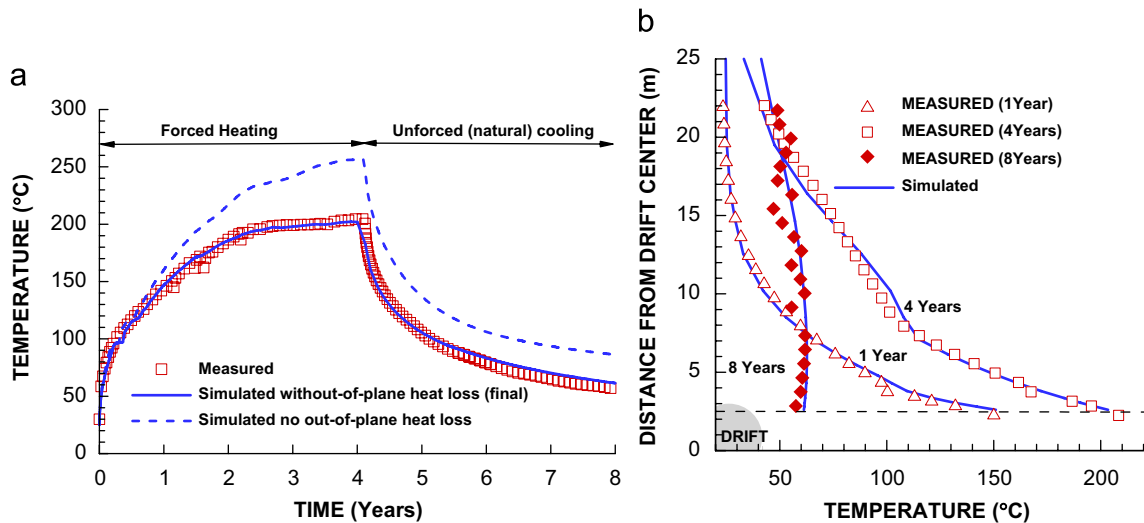 a
TEMPERATURE (°C)
300
250
200
150
100
50
0
Forced Heating
Unforced (natural) cooling
Measured
Simulated without-of-plane heat loss (final)
Simulated no out-of-plane heat loss
0 1 2 3 4 5 6 7 8
TIME (Years)
b
DISTANCE FROM DRIFT CENTER (m)
25
20
15
10
5
0
MEASURED (1Year)
MEASURED (4Years)
MEASURED (8Years)
Simulated
4 Years
1 Year
8 Years
DRIFT
50 100 150 200
TEMPERATURE (°C)